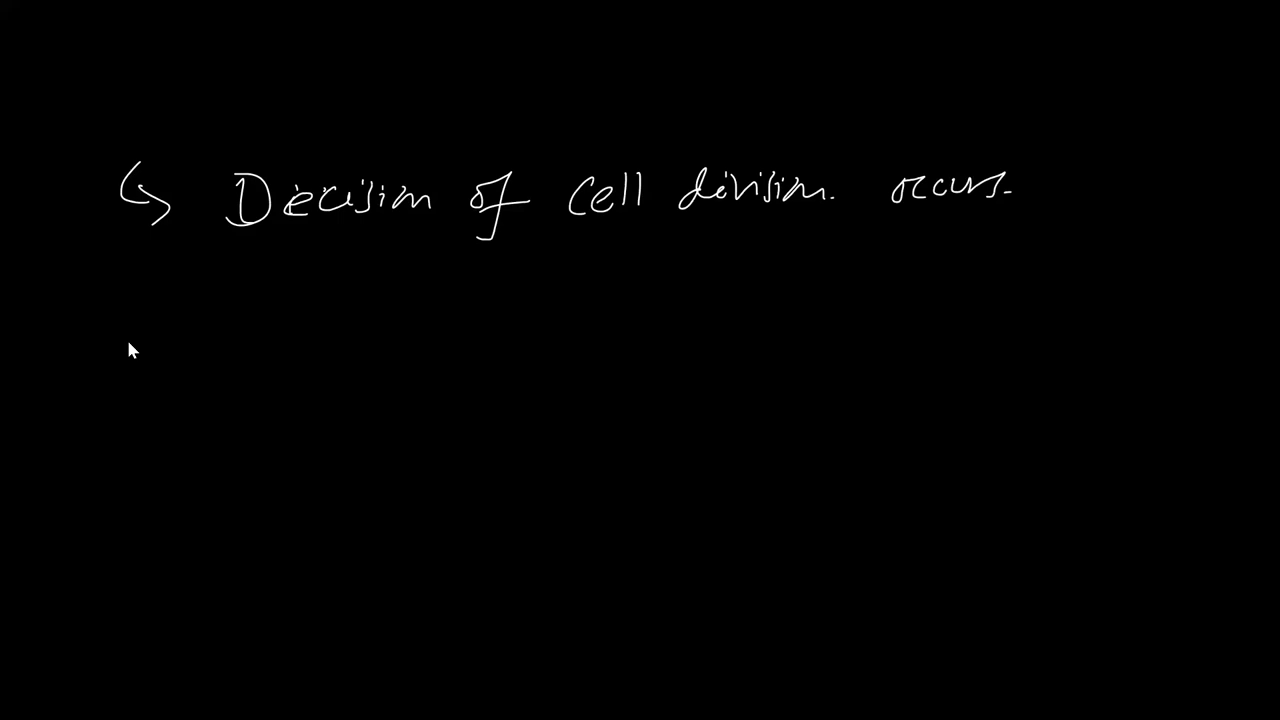 ↳ Decision of cell division. occurs.